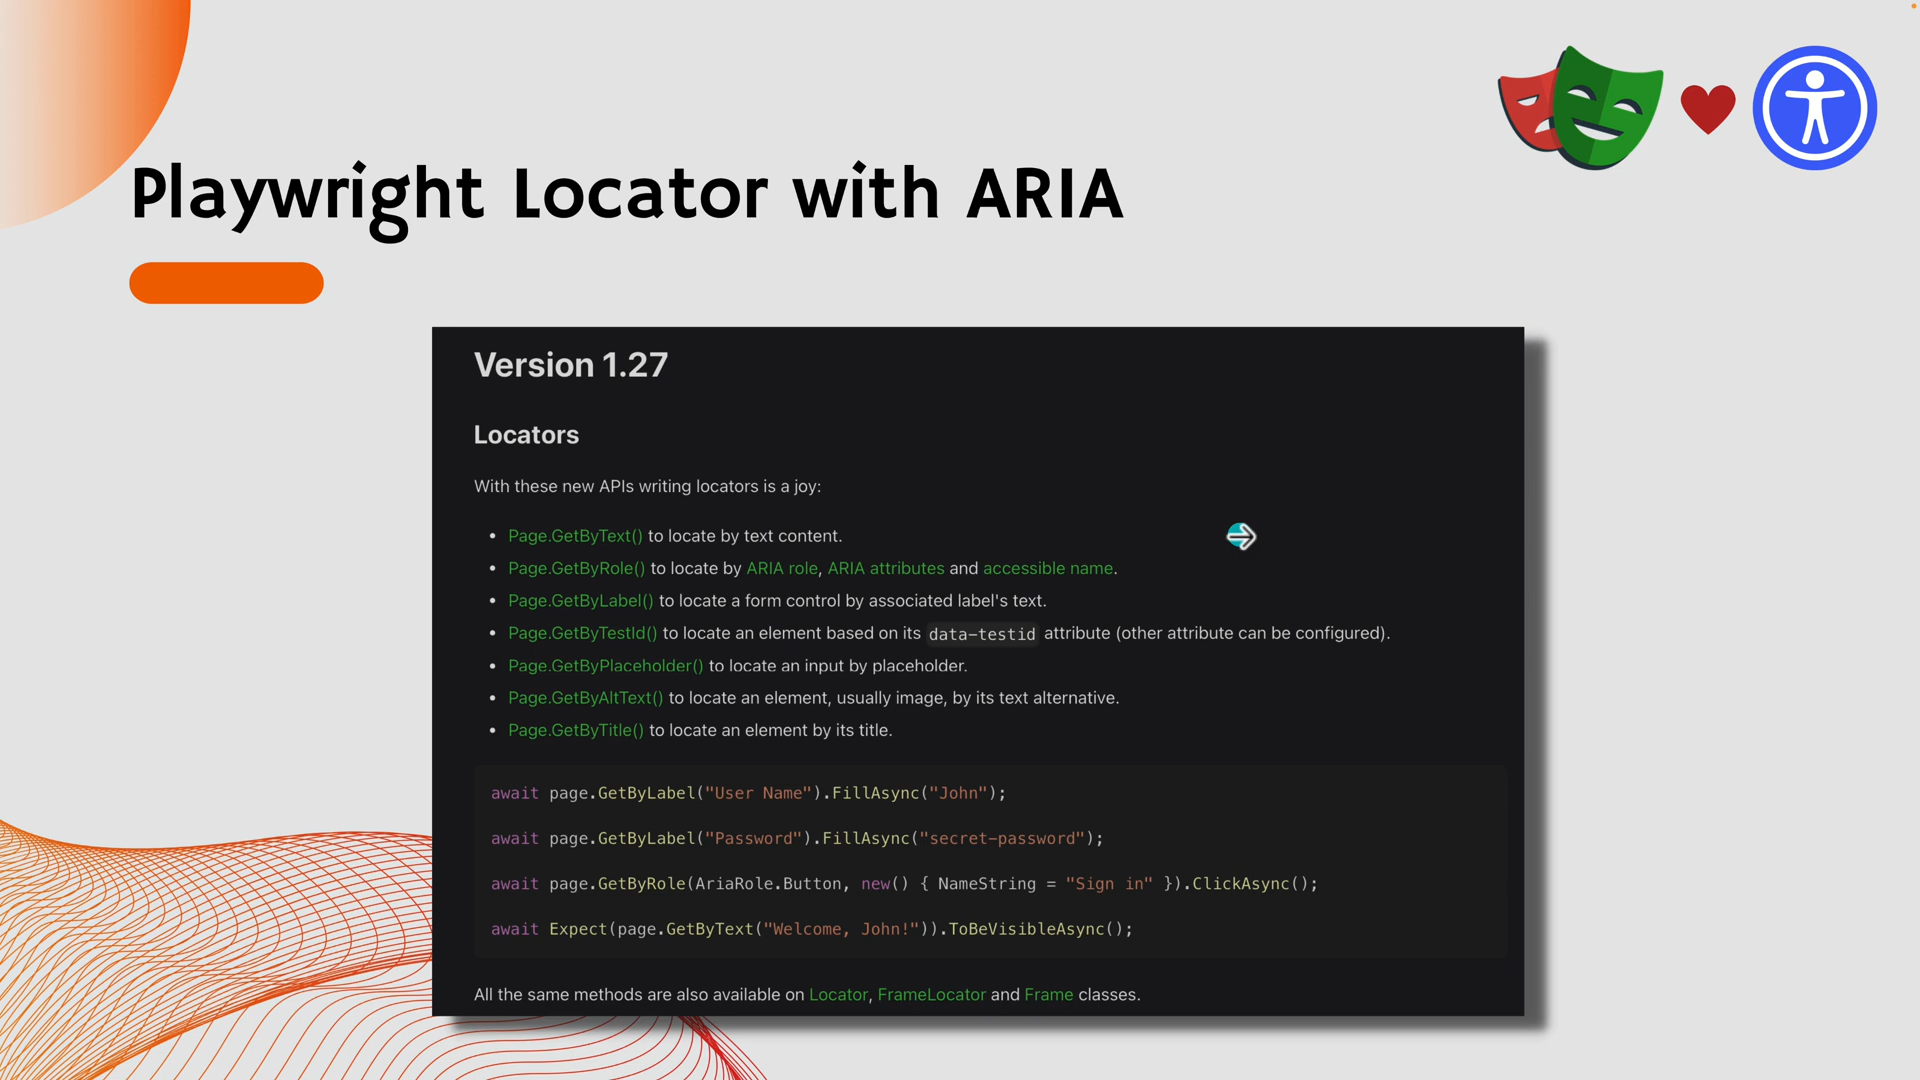 Playwright Locator with ARIA
Version 1.27
Locators
With these new APIs writing locators is a joy:
• Page.GetByText() to locate by text content.
• Page.GetByRole() to locate by ARIA role, ARIA attributes and accessible name.
• Page.GetByLabel() to locate a form control by associated label's text.
• Page.GetByTestId() to locate an element based on its data-testid attribute (other attribute can be configured).
• Page.GetByPlaceholder() to locate an input by placeholder.
• Page.GetByAltText() to locate an element, usually image, by its text alternative.
• Page.GetByTitle() to locate an element by its title.
await page.GetByLabel("User Name").FillAsync("John");
await page.GetByLabel("Password").FillAsync("secret-password");
await page.GetByRole(AriaRole.Button, new() { NameString = "Sign in" }).ClickAsync();
await Expect(page.GetByText("Welcome, John!")).ToBeVisibleAsync();
All the same methods are also available on Locator, FrameLocator and Frame classes.